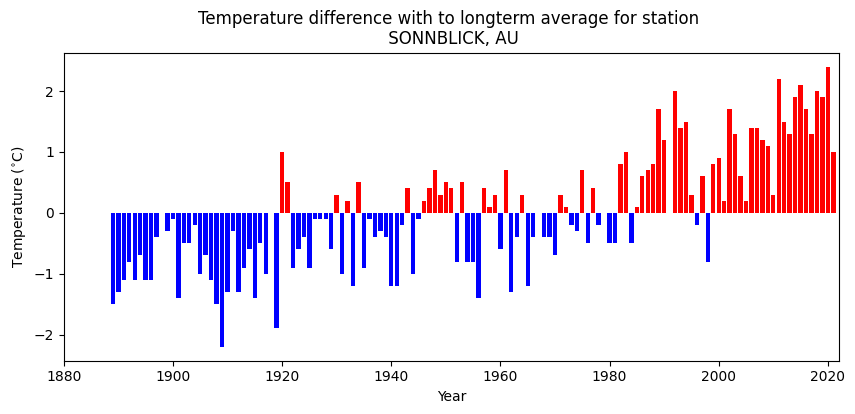 Temperature difference with to longterm average for station
SONNBLICK, AU
Temperature (°C)
2
1
0
−1
−2
1880 1900 1920 1940 1960 1980 2000 2020
Year